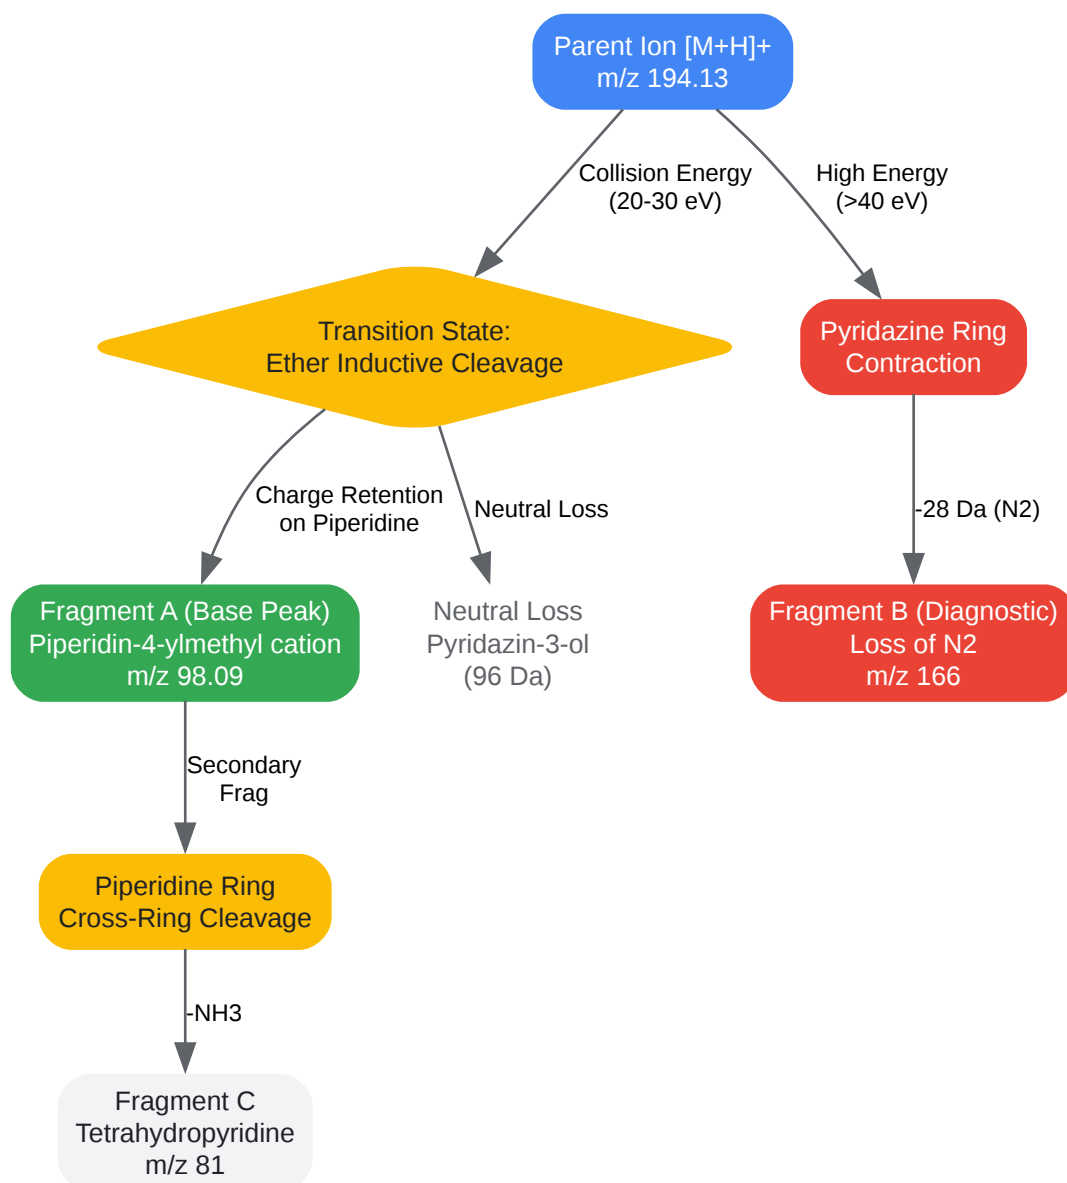 Parent Ion [M+H]+
m/z 194.13
Collision Energy
(20-30 eV)
High Energy
(>40 eV)
Transition State:
Ether Inductive Cleavage
Pyridazine Ring
Contraction
Charge Retention
on Piperidine
Neutral Loss
-28 Da (N2)
Fragment A (Base Peak)
Piperidin-4-ylmethyl cation
m/z 98.09
Neutral Loss
Pyridazin-3-ol
(96 Da)
Fragment B (Diagnostic)
Loss of N2
m/z 166
Secondary
Frag
Piperidine Ring
Cross-Ring Cleavage
-NH3
Fragment C
Tetrahydropyridine
m/z 81